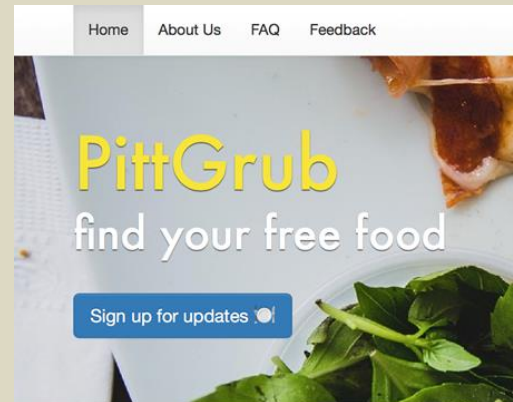 Home About Us FAQ Feedback
PittGrub
find your free food
Sign up for updates 🍽